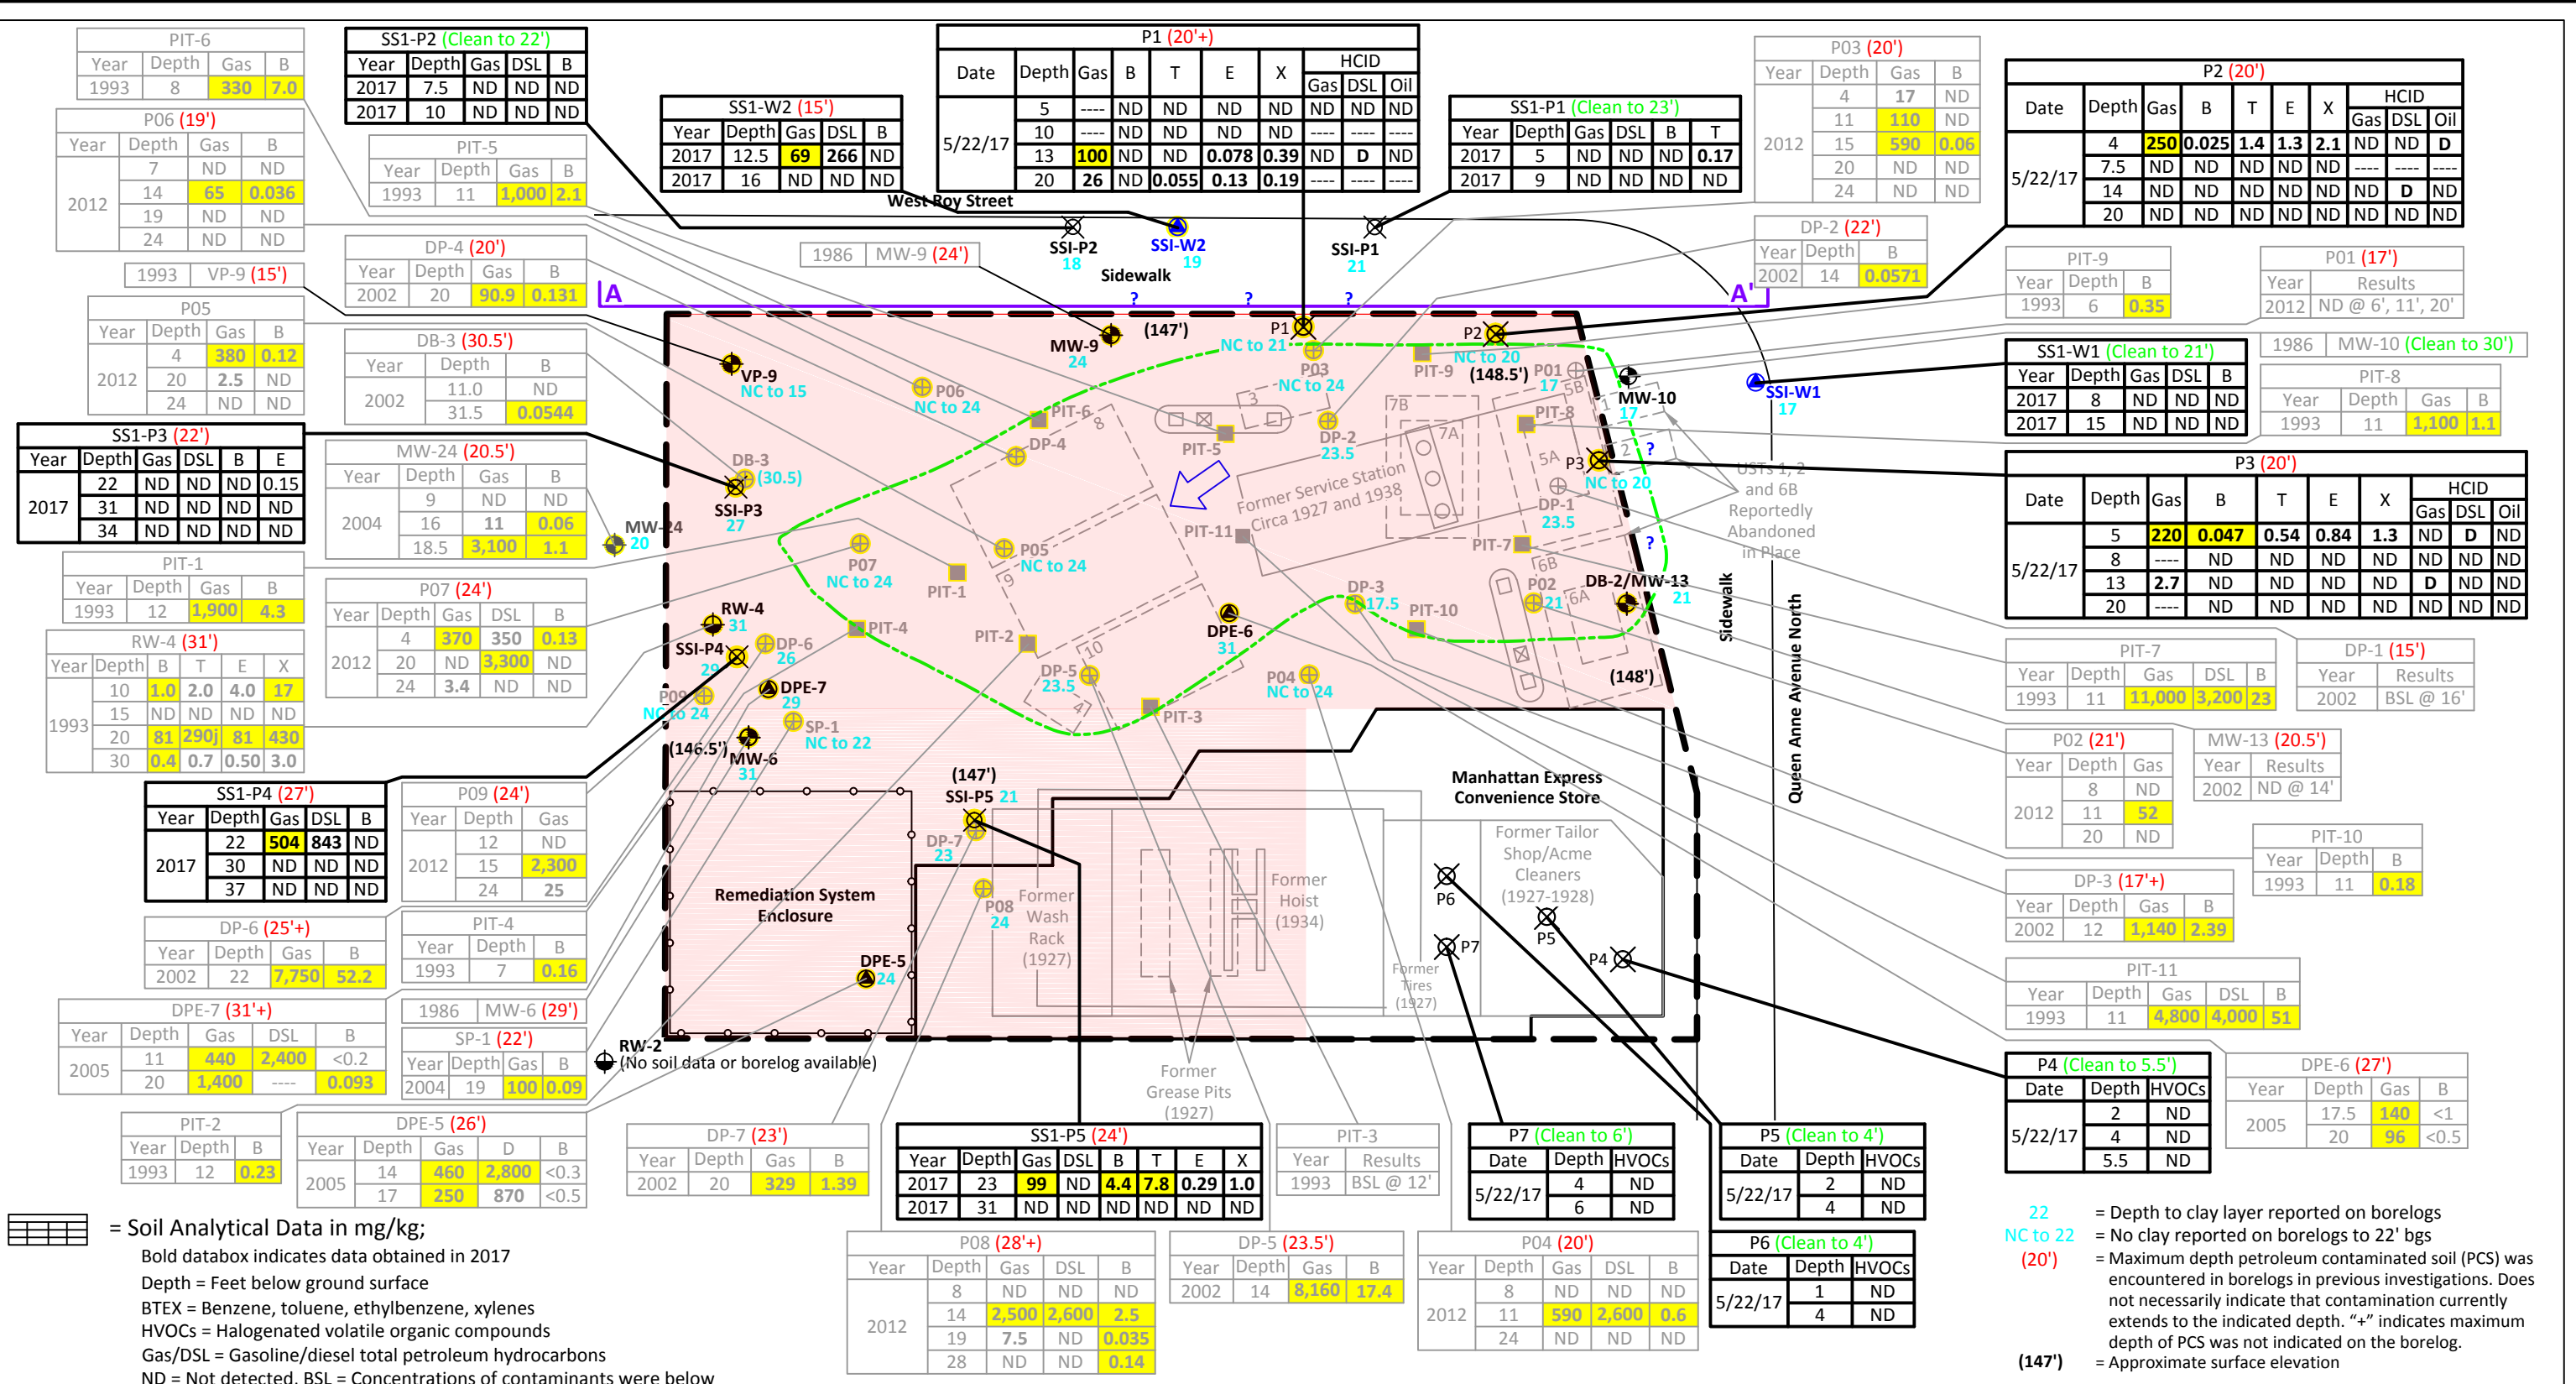 PIT-6
Year Depth Gas B
1993 8 330 7.0
SS1-P2 (Clean to 22')
Year Depth Gas DSL B
2017 7.5 ND ND ND
2017 10 ND ND ND
P06 (19')
Year Depth Gas B
2012
7 ND ND
14 65 0.036
19 ND ND
24 ND ND
PIT-5
Year Depth Gas B
1993 11 1,000 2.1
SS1-W2 (15')
Year Depth Gas DSL B
2017 12.5 69 266 ND
2017 16 ND ND ND
P1 (20'+)
Date Depth Gas B T E X HCID
Gas DSL Oil
5/22/17
5 ---- ND ND ND ND ND ND ND
10 ---- ND ND ND ND ---- ---- ----
13 100 ND ND 0.078 0.39 ND D ND
20 26 ND 0.055 0.13 0.19 ---- ---- ----
SS1-P1 (Clean to 23')
Year Depth Gas DSL B T
2017 5 ND ND ND 0.17
2017 9 ND ND ND ND
P03 (20')
Year Depth Gas B
2012
4 17 ND
11 110 ND
15 590 0.06
20 ND ND
24 ND ND
P2 (20')
Date Depth Gas B T E X HCID
Gas DSL Oil
5/22/17
4 250 0.025 1.4 1.3 2.1 ND ND D
7.5 ND ND ND ND ND ---- ---- ----
14 ND ND ND ND ND ND D ND
20 ND ND ND ND ND ND ND ND
DP-4 (20')
Year Depth Gas B
2002 20 90.9 0.131
1993 VP-9 (15')
1986 MW-9 (24')
DP-2 (22')
Year Depth B
2002 14 0.0571
PIT-9
Year Depth B
1993 6 0.35
P01 (17')
Year Results
2012 ND @ 6', 11', 20'
P05
Year Depth Gas B
2012
4 380 0.12
20 2.5 ND
24 ND ND
DB-3 (30.5')
Year Depth B
2002
11.0 ND
31.5 0.0544
SS1-W1 (Clean to 21')
Year Depth Gas DSL B
2017 8 ND ND ND
2017 15 ND ND ND
1986 MW-10 (Clean to 30')
PIT-8
Year Depth Gas B
1993 11 1,100 1.1
SS1-P3 (22')
Year Depth Gas DSL B E
2017
22 ND ND ND 0.15
31 ND ND ND ND
34 ND ND ND ND
MW-24 (20.5')
Year Depth Gas B
2004
9 ND ND
16 11 0.06
18.5 3,100 1.1
P3 (20')
Date Depth Gas B T E X HCID
Gas DSL Oil
5/22/17
5 220 0.047 0.54 0.84 1.3 ND D ND
8 ---- ND ND ND ND ND ND ND
13 2.7 ND ND ND ND D ND ND
20 ---- ND ND ND ND ND ND ND
PIT-1
Year Depth Gas B
1993 12 1,900 4.3
P07 (24')
Year Depth Gas DSL B
2012
4 370 350 0.13
20 ND 3,300 ND
24 3.4 ND ND
RW-4 (31')
Year Depth B T E X
1993
10 1.0 2.0 4.0 17
15 ND ND ND ND
20 81 290j 81 430
30 0.4 0.7 0.50 3.0
PIT-7
Year Depth Gas DSL B
1993 11 11,000 3,200 23
DP-1 (15')
Year Results
2002 BSL @ 16'
P02 (21')
Year Depth Gas
2012
8 ND
11 52
20 ND
MW-13 (20.5')
Year Results
2002 ND @ 14'
SS1-P4 (27')
Year Depth Gas DSL B
2017
22 504 843 ND
30 ND ND ND
37 ND ND ND
P09 (24')
Year Depth Gas
2012
12 ND
15 2,300
24 25
PIT-10
Year Depth B
1993 11 0.18
DP-3 (17'+)
Year Depth Gas B
2002 12 1,140 2.39
DP-6 (25'+)
Year Depth Gas B
2002 22 7,750 52.2
PIT-4
Year Depth B
1993 7 0.16
PIT-11
Year Depth Gas DSL B
1993 11 4,800 4,000 51
DPE-7 (31'+)
Year Depth Gas DSL B
2005
11 440 2,400 <0.2
20 1,400 ---- 0.093
1986 MW-6 (29')
SP-1 (22')
Year Depth Gas B
2004 19 100 0.09
P4 (Clean to 5.5')
Date Depth HVOCs
5/22/17
2 ND
4 ND
5.5 ND
DPE-6 (27')
Year Depth Gas B
2005
17.5 140 <1
20 96 <0.5
PIT-2
Year Depth B
1993 12 0.23
DPE-5 (26')
Year Depth Gas D B
2005
14 460 2,800 <0.3
17 250 870 <0.5
DP-7 (23')
Year Depth Gas B
2002 20 329 1.39
SS1-P5 (24')
Year Depth Gas DSL B T E X
2017 23 99 ND 4.4 7.8 0.29 1.0
2017 31 ND ND ND ND ND ND
PIT-3
Year Results
1993 BSL @ 12'
P7 (Clean to 6')
Date Depth HVOCs
5/22/17
4 ND
6 ND
P5 (Clean to 4')
Date Depth HVOCs
5/22/17
2 ND
4 ND
P08 (28'+)
Year Depth Gas DSL B
2012
8 ND ND ND
14 2,500 2,600 2.5
19 7.5 ND 0.035
28 ND ND 0.14
DP-5 (23.5')
Year Depth Gas B
2002 14 8,160 17.4
P04 (20')
Year Depth Gas DSL B
2012
8 ND ND ND
11 590 2,600 0.6
24 ND ND ND
P6 (Clean to 4')
Date Depth HVOCs
5/22/17
1 ND
4 ND
West Roy Street
SSI-P2
18
SSI-W2
19
SSI-P1
21
Sidewalk
A
? ? ?
A'
(147')
MW-9
24
P1
NC to 21
P03
NC to 24
P2
NC to 20
(148.5')
PIT-9
P01
17
5B
MW-10
17
1
SSI-W1
17
VP-9
NC to 15
P06
NC to 24
PIT-6
8
DP-4
3
PIT-5
DP-2
23.5
7B
7A
PIT-8
5A
2
?
P3
NC to 20
DB-3
(30.5)
SSI-P3
27
MW-24
20
Former Service Station
Circa 1927 and 1938
DP-1
23.5
USTs 1, 2
and 6B
Reportedly
Abandoned
in Place
P07
NC to 24
PIT-1
P05
NC to 24
9
PIT-11
PIT-7
6B
?
RW-4
31
SSI-P4
29
DP-6
26
PIT-4
PIT-2
DPE-6
31
DP-3
17.5
PIT-10
P02
21
6A
DB-2/MW-13
21
P09
NC to 24
DPE-7
29
SP-1
NC to 22
(146.5')
MW-6
31
DP-5
23.5
10
4
PIT-3
P04
NC to 24
(148')
Sidewalk
Queen Anne Avenue North
(147')
SSI-P5 21
DP-7
23
P08
24
Manhattan Express
Convenience Store
Remediation System
Enclosure
DPE-5
24
Former
Wash
Rack
(1927)
Former
Hoist
(1934)
Former Tailor
Shop/Acme
Cleaners
(1927-1928)
P6
P5
P7
P4
Former
Tires
(1927)
RW-2
(No soil data or borelog available)
Former
Grease Pits
(1927)
= Soil Analytical Data in mg/kg;
Bold databox indicates data obtained in 2017
Depth = Feet below ground surface
BTEX = Benzene, toluene, ethylbenzene, xylenes
HVOCs = Halogenated volatile organic compounds
Gas/DSL = Gasoline/diesel total petroleum hydrocarbons
ND = Not detected, BSL = Concentrations of contaminants were below
22 = Depth to clay layer reported on borelogs
NC to 22 = No clay reported on borelogs to 22' bgs
(20') = Maximum depth petroleum contaminated soil (PCS) was
encountered in borelogs in previous investigations. Does
not necessarily indicate that contamination currently
extends to the indicated depth. “+” indicates maximum
depth of PCS was not indicated on the borelog.
(147') = Approximate surface elevation